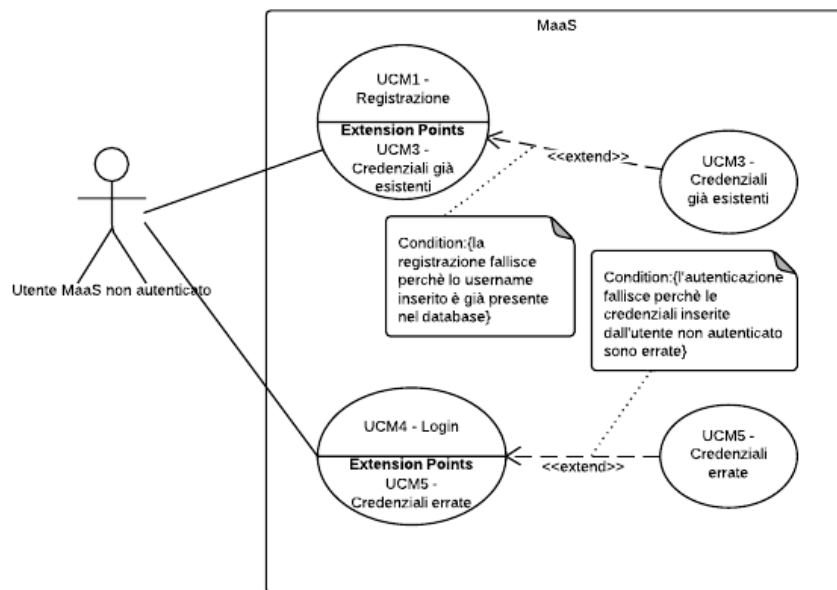 MaaS
UCM1 -
Registrazione
Extension Points
UCM3 -
Credenziali già
esistenti
<<extend>>
UCM3 -
Credenziali
già esistenti
Utente MaaS non autenticato
Condition:{la
registrazione fallisce
perchè lo username
inserito è già presente
nel database}
Condition:{l'autenticazione
fallisce perchè le
credenziali inserite
dall'utente non autenticato
sono errate}
UCM4 - Login
Extension Points
UCM5 -
Credenziali errate
<<extend>>
UCM5 -
Credenziali
errate